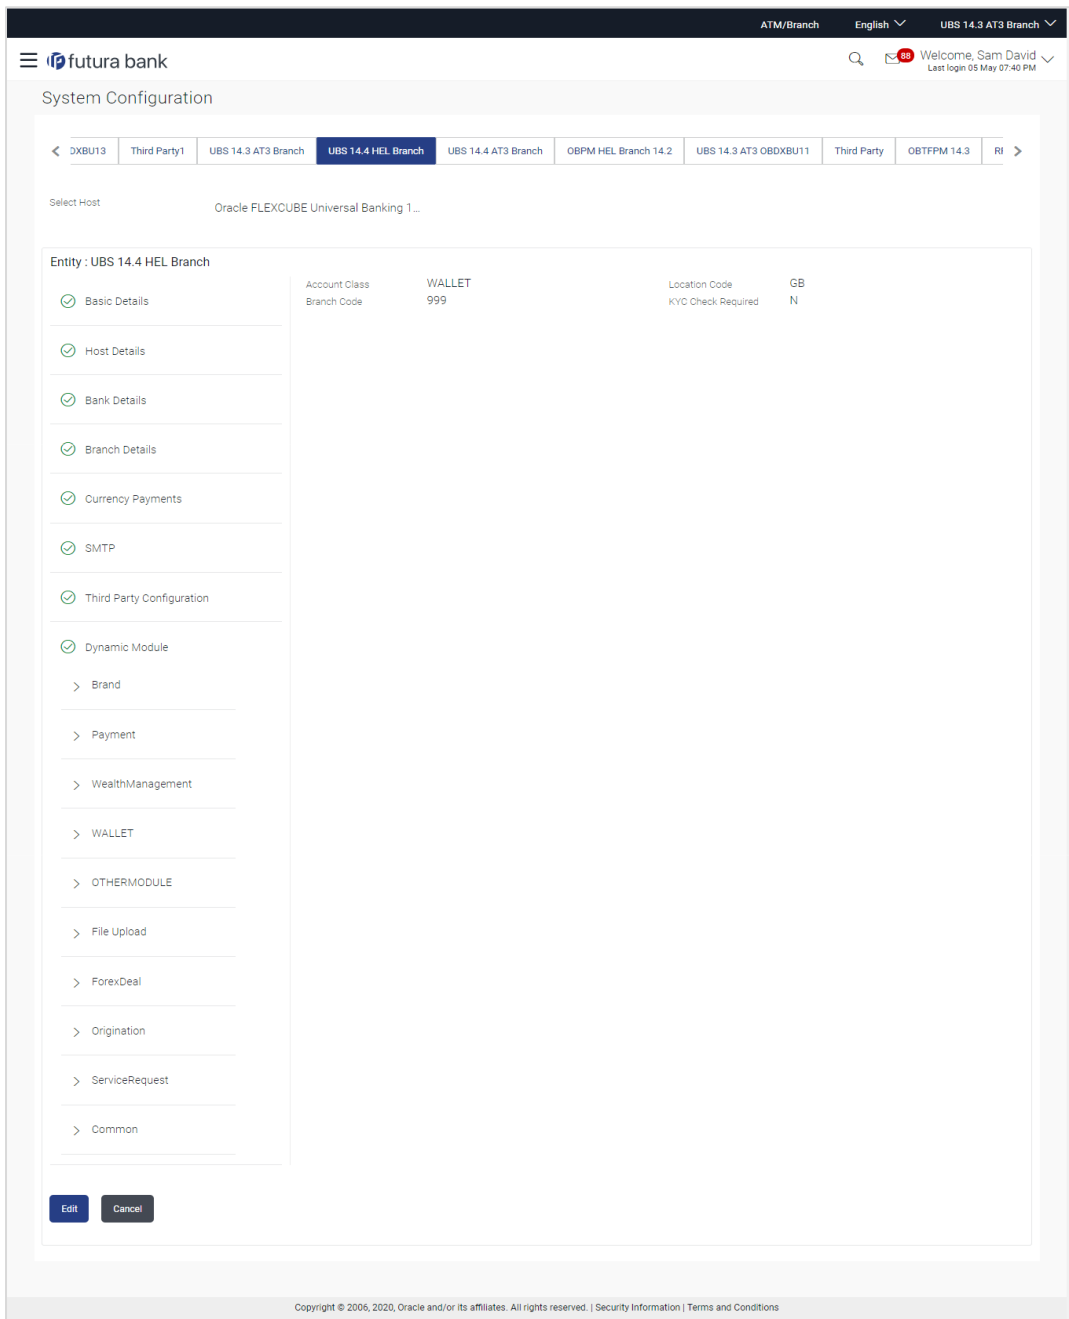 ATM/Branch English UBS 14.3 AT3 Branch
futura bank 88 Welcome, Sam David
Last login 05 May 07:40 PM
System Configuration
DXBU13 Third Party1 UBS 14.3 AT3 Branch UBS 14.4 HEL Branch UBS 14.4 AT3 Branch OBPM HEL Branch 14.2 UBS 14.3 AT3 OBDXBU11 Third Party OBTFPM 14.3
Select Host Oracle FLEXCUBE Universal Banking 1...
Entity : UBS 14.4 HEL Branch
Account Class WALLET Location Code GB
Branch Code 999 KYC Check Required N
Basic Details
Host Details
Bank Details
Branch Details
Currency Payments
SMTP
Third Party Configuration
Dynamic Module
Brand
Payment
WealthManagement
WALLET
OTHERMODULE
File Upload
ForexDeal
Origination
ServiceRequest
Common
Edit Cancel
Copyright © 2006, 2020, Oracle and/or its affiliates. All rights reserved. | Security Information | Terms and Conditions